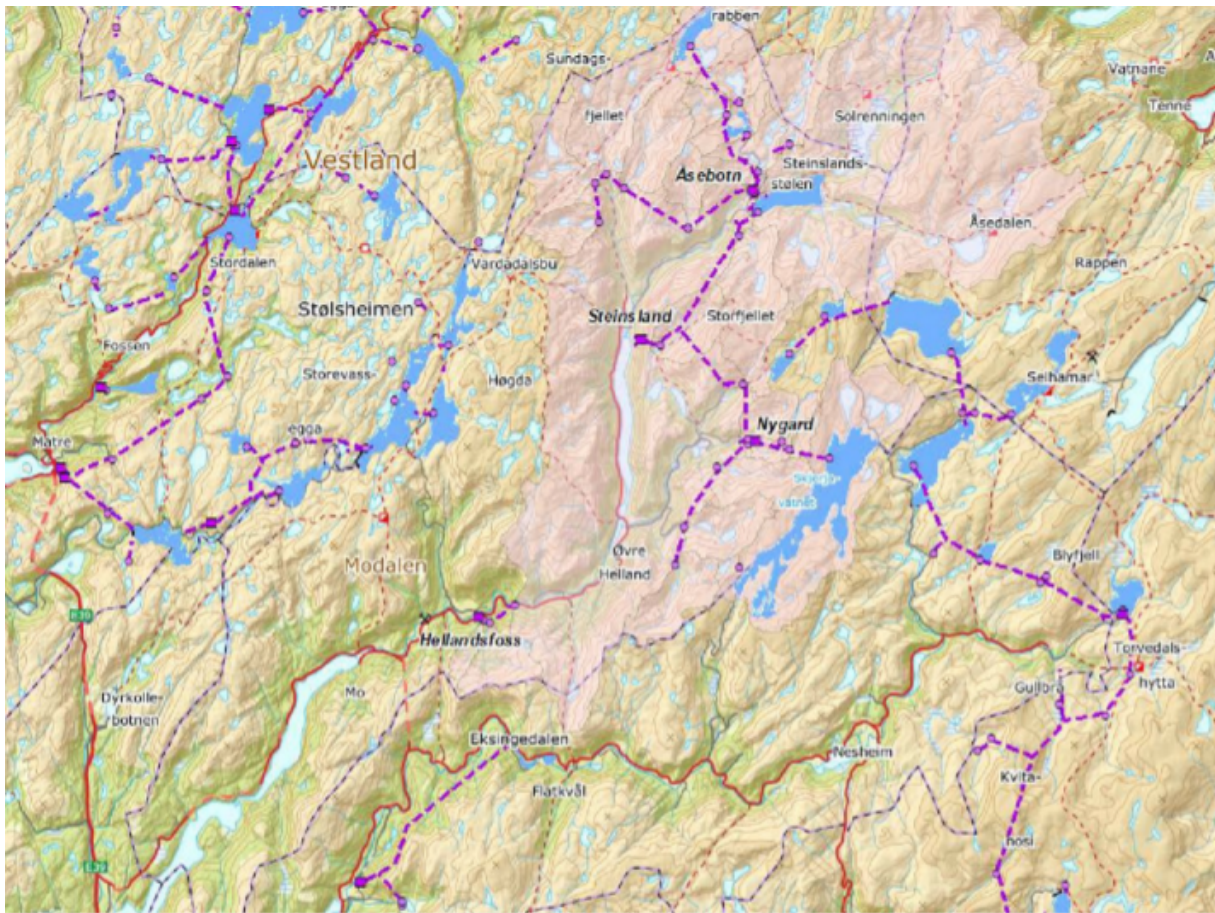 rabben
Sundags-
fjellet
Vatnane
Tenne
Solrenningen
Vestland
Åsebotn
Steinslands-
stølen
Åsedalen
Stordalen
Vardadalsbu
Rappen
Stølsheimen
Steinsland
Storfjellet
Fossen
Storevass-
Høgda
Selhamar
egga
Nygard
Matre
vatnet
Øvre
Helland
Modalen
Blyfjell
E39
Hellandsfoss
Torvedals-
hytta
Gullbrå
Mo
Dyrkolle-
botnen
Eksingedalen
Nesheim
Flatkvål
Kvita-
hosi
E39